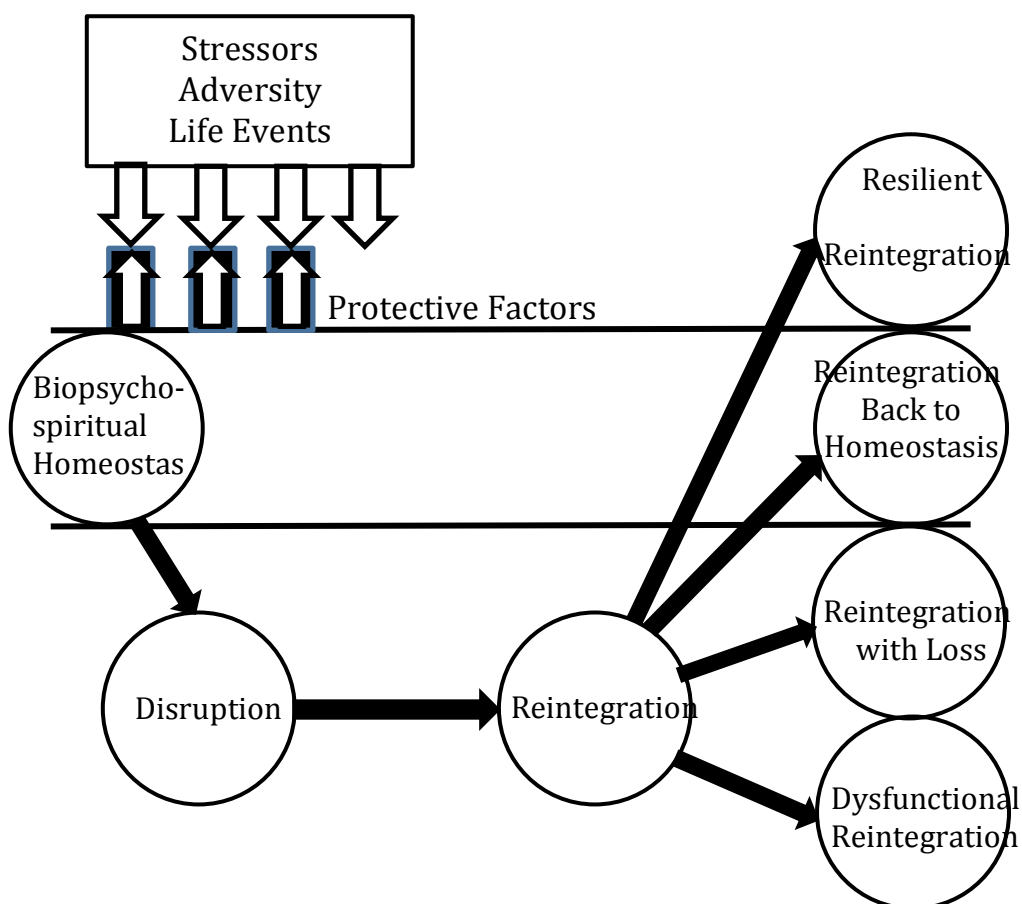 Stressors
Adversity
Life Events
Protective Factors
Biopsycho-
spiritual
Homeostas
Disruption
Reintegration
Resilient
Reintegration
Reintegration
Back to
Homeostasis
Reintegration
with Loss
Dysfunctional
Reintegration